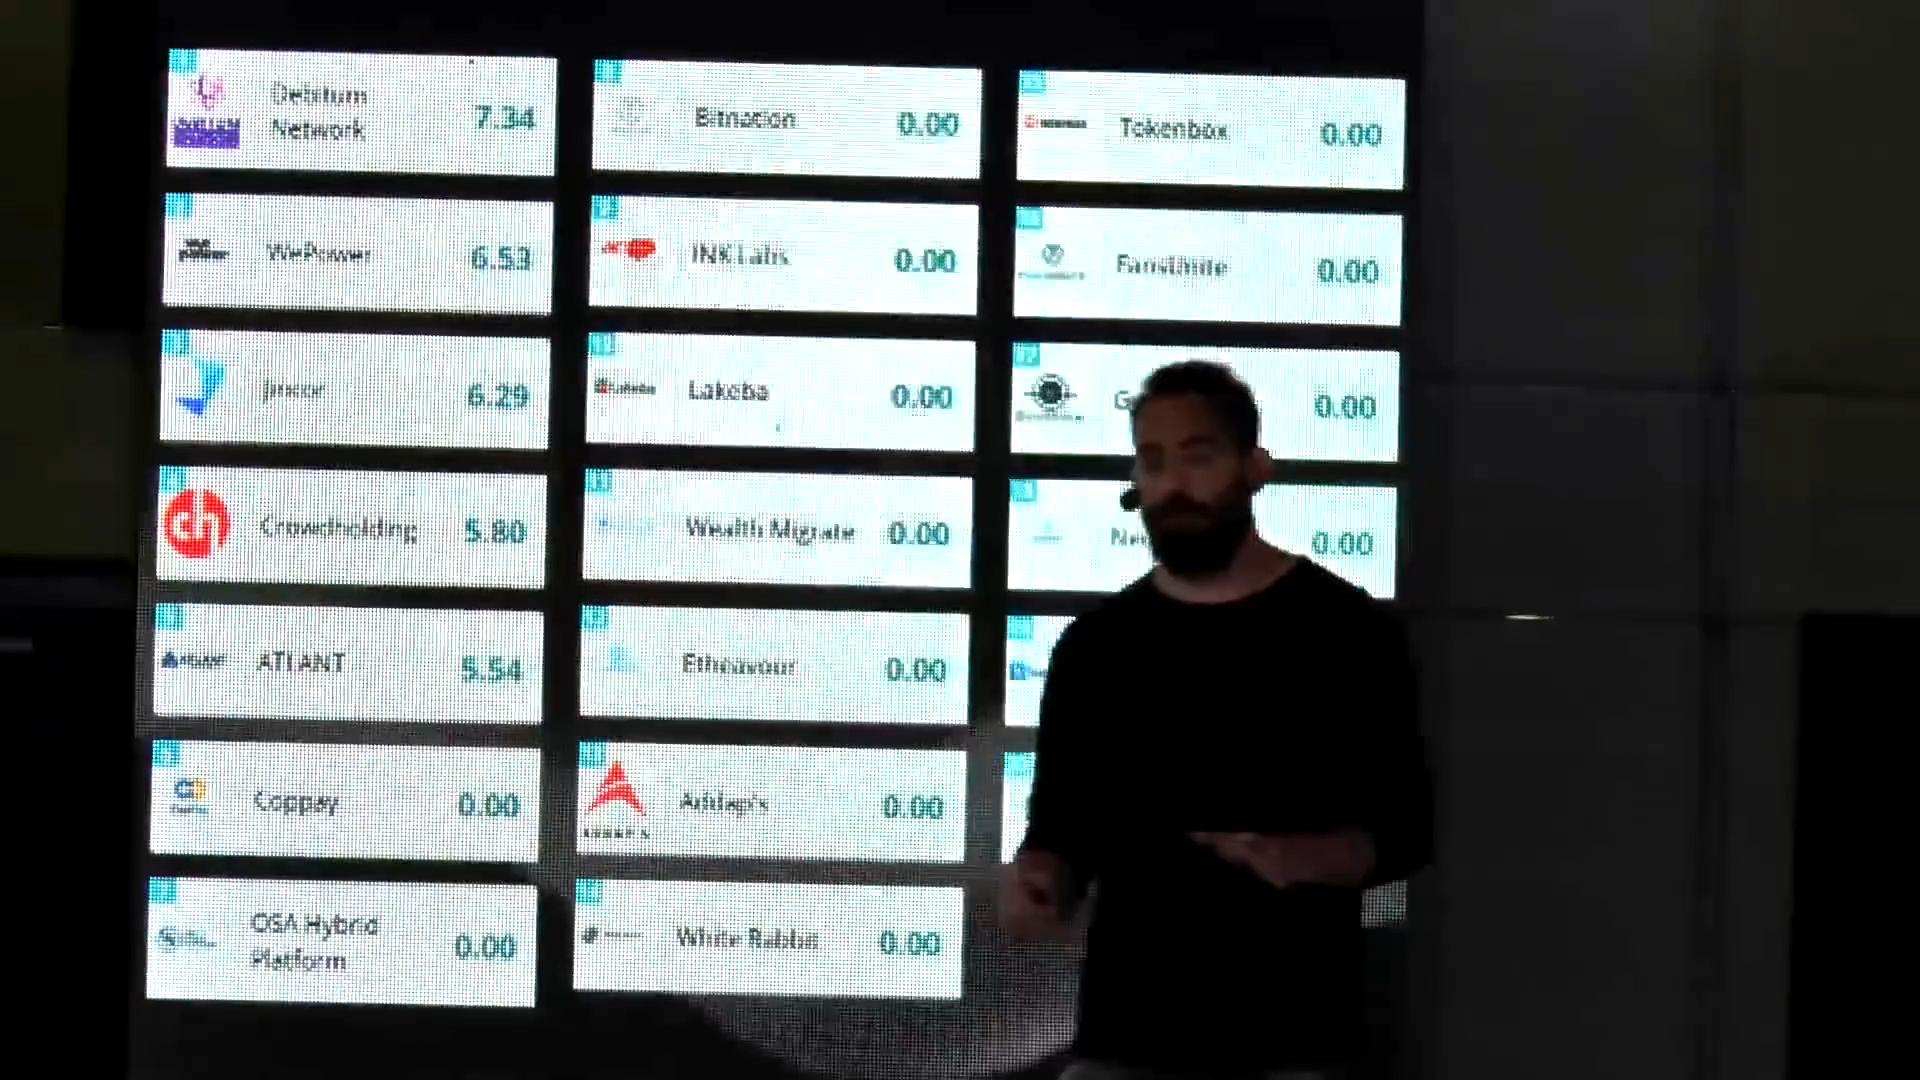 Debitum
Network
7.34
WePower
6.53
Jincor
6.29
Crowdholding
5.80
ATLANT
5.54
Coppay
0.00
OSA Hybrid
Platform
0.00
Bitnation
0.00
INK Labs
0.00
Lakeba
0.00
Wealth Migrate
0.00
Etheavour
0.00
0.00
White Rabbit
0.00
Tokenbox
0.00
0.00
0.00
0.00